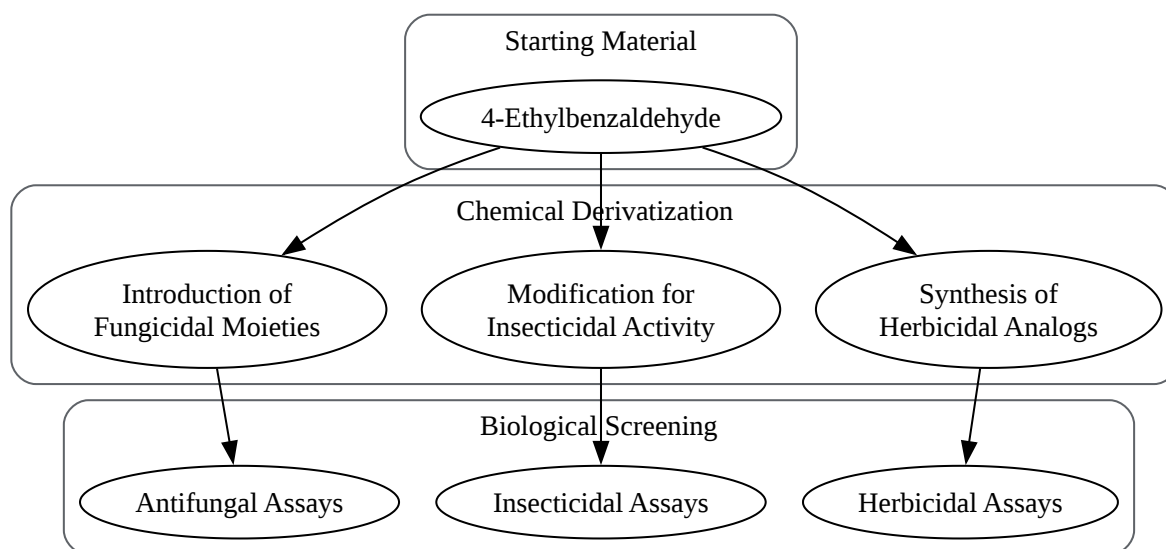 Starting Material
4-Ethylbenzaldehyde
Chemical Derivatization
Introduction of
Fungicidal Moieties
Modification for
Insecticidal Activity
Synthesis of
Herbicidal Analogs
Biological Screening
Antifungal Assays
Insecticidal Assays
Herbicidal Assays